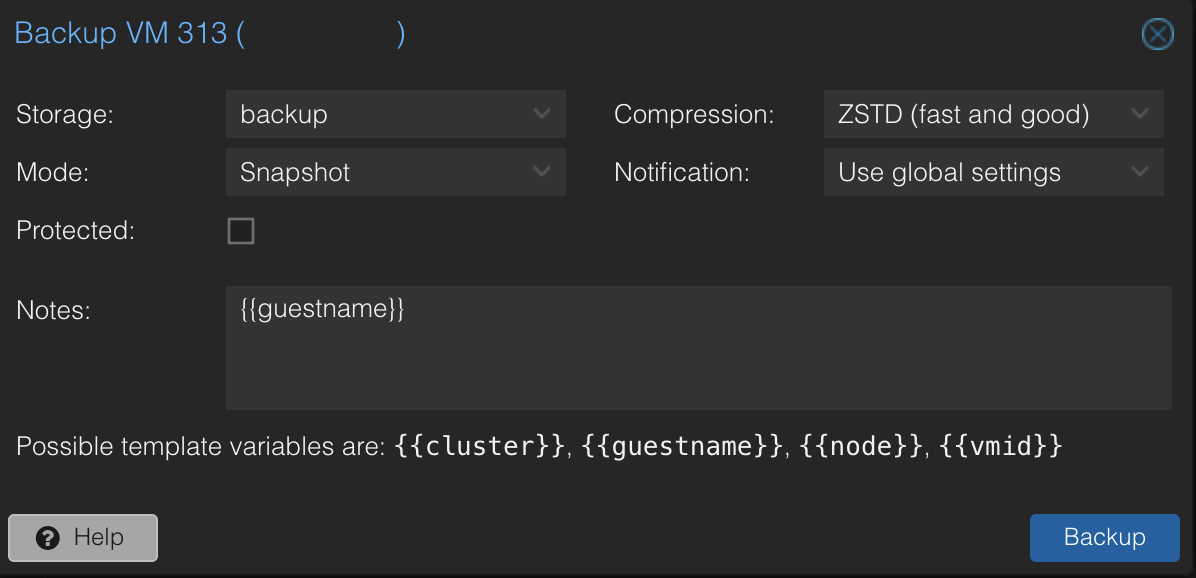 Backup VM 313 ( )
Storage: backup Compression: ZSTD (fast and good)
Mode: Snapshot Notification: Use global settings
Protected:
Notes: {{guestname}}
Possible template variables are: {{cluster}}, {{guestname}}, {{node}}, {{vmid}}
? Help Backup